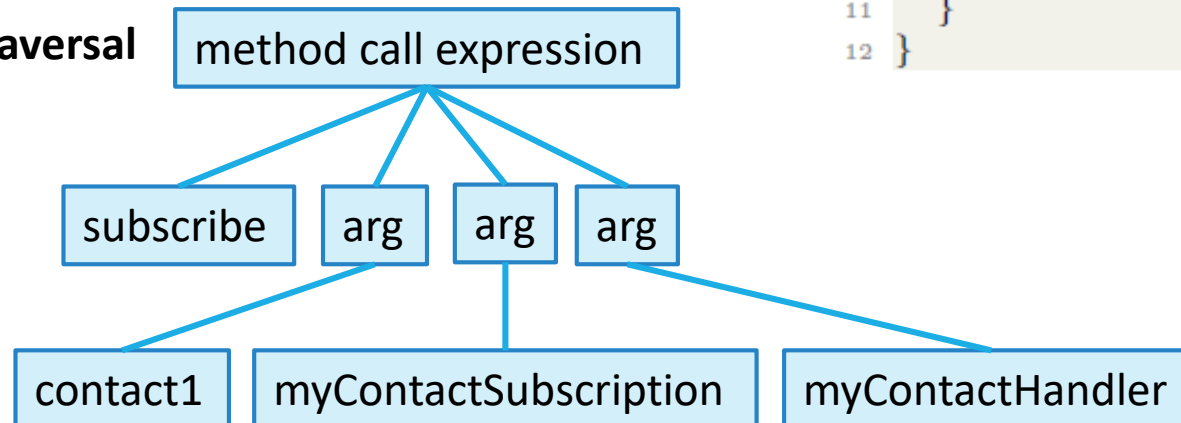 aversal
method call expression
11 }
12 }
subscribe
arg
arg
arg
contact1
myContactSubscription
myContactHandler